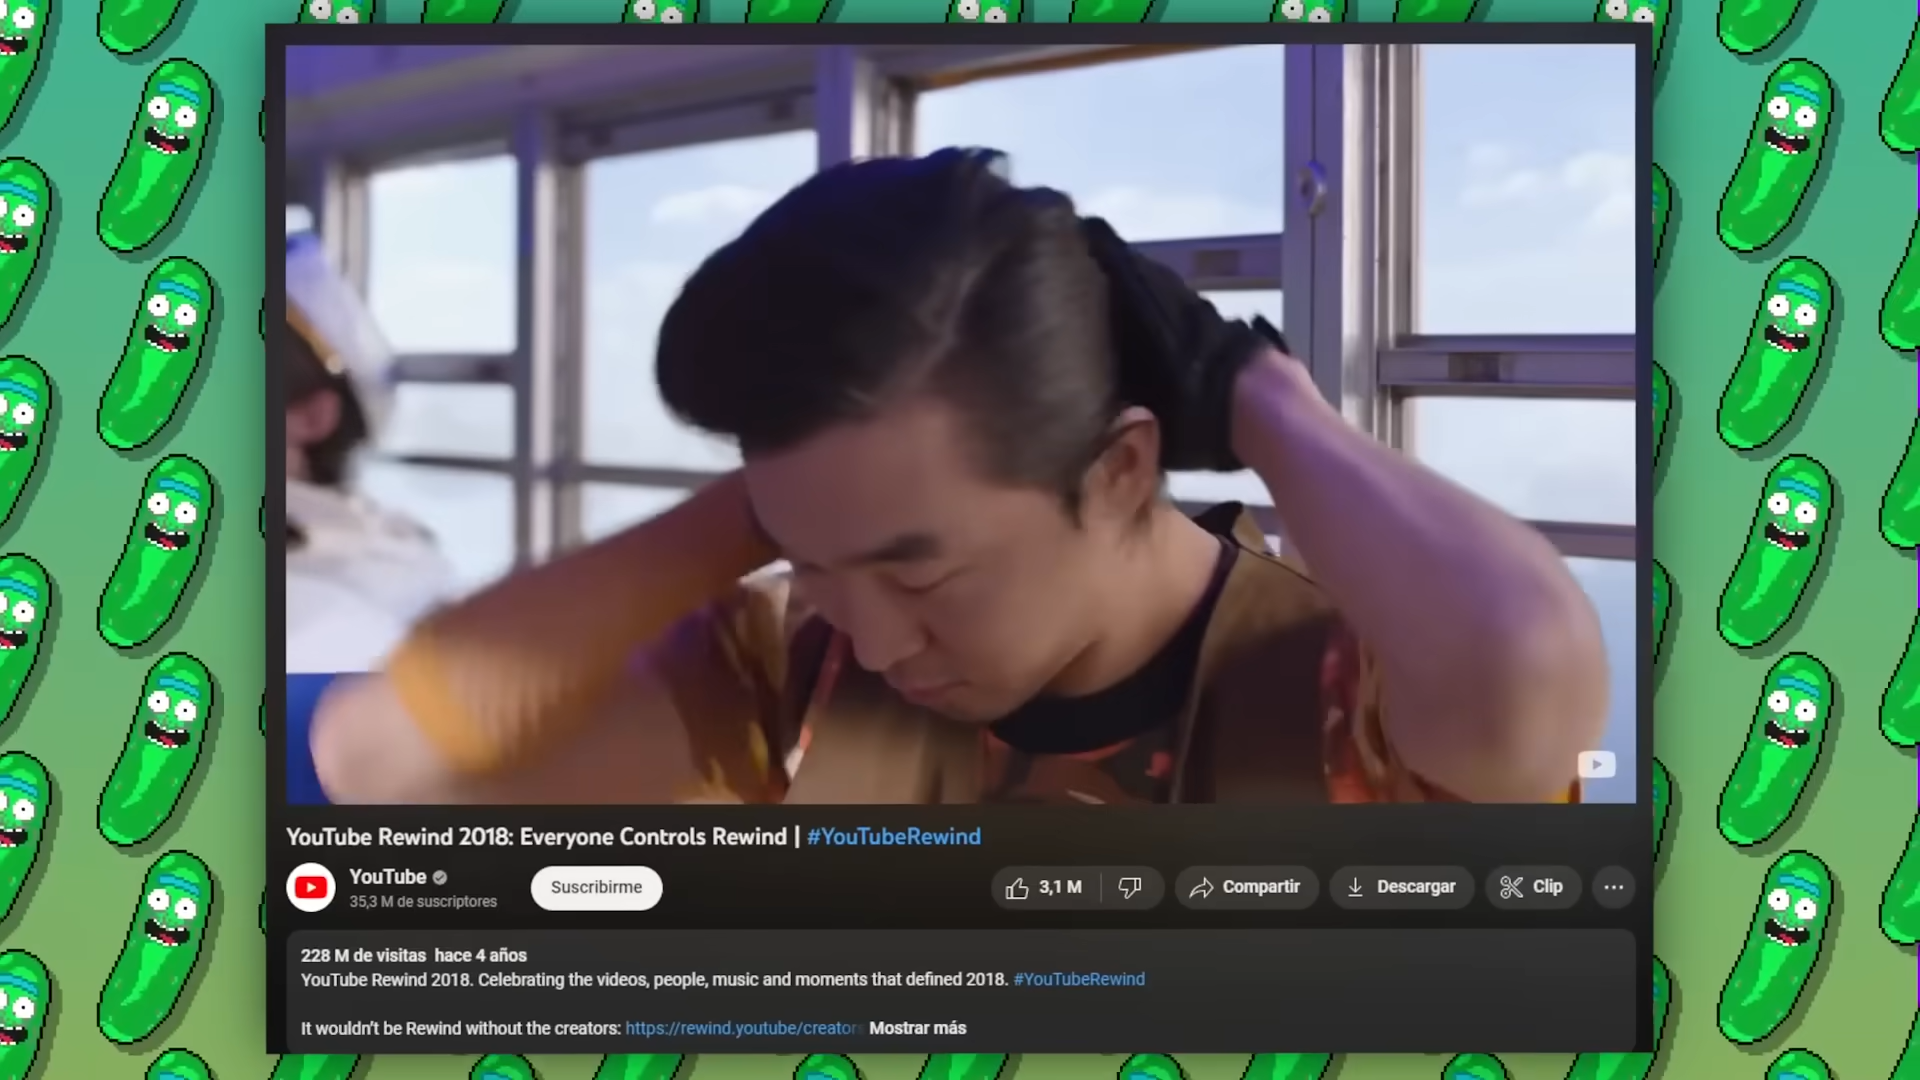 YouTube Rewind 2018: Everyone Controls Rewind | #YouTubeRewind
YouTube
35,3 M de suscriptores
Suscribirme
3,1 M
Compartir
Descargar
Clip
228 M de visitas hace 4 años
YouTube Rewind 2018. Celebrating the videos, people, music and moments that defined 2018. #YouTubeRewind
It wouldn't be Rewind without the creators: https://rewind.youtube/creator Mostrar más